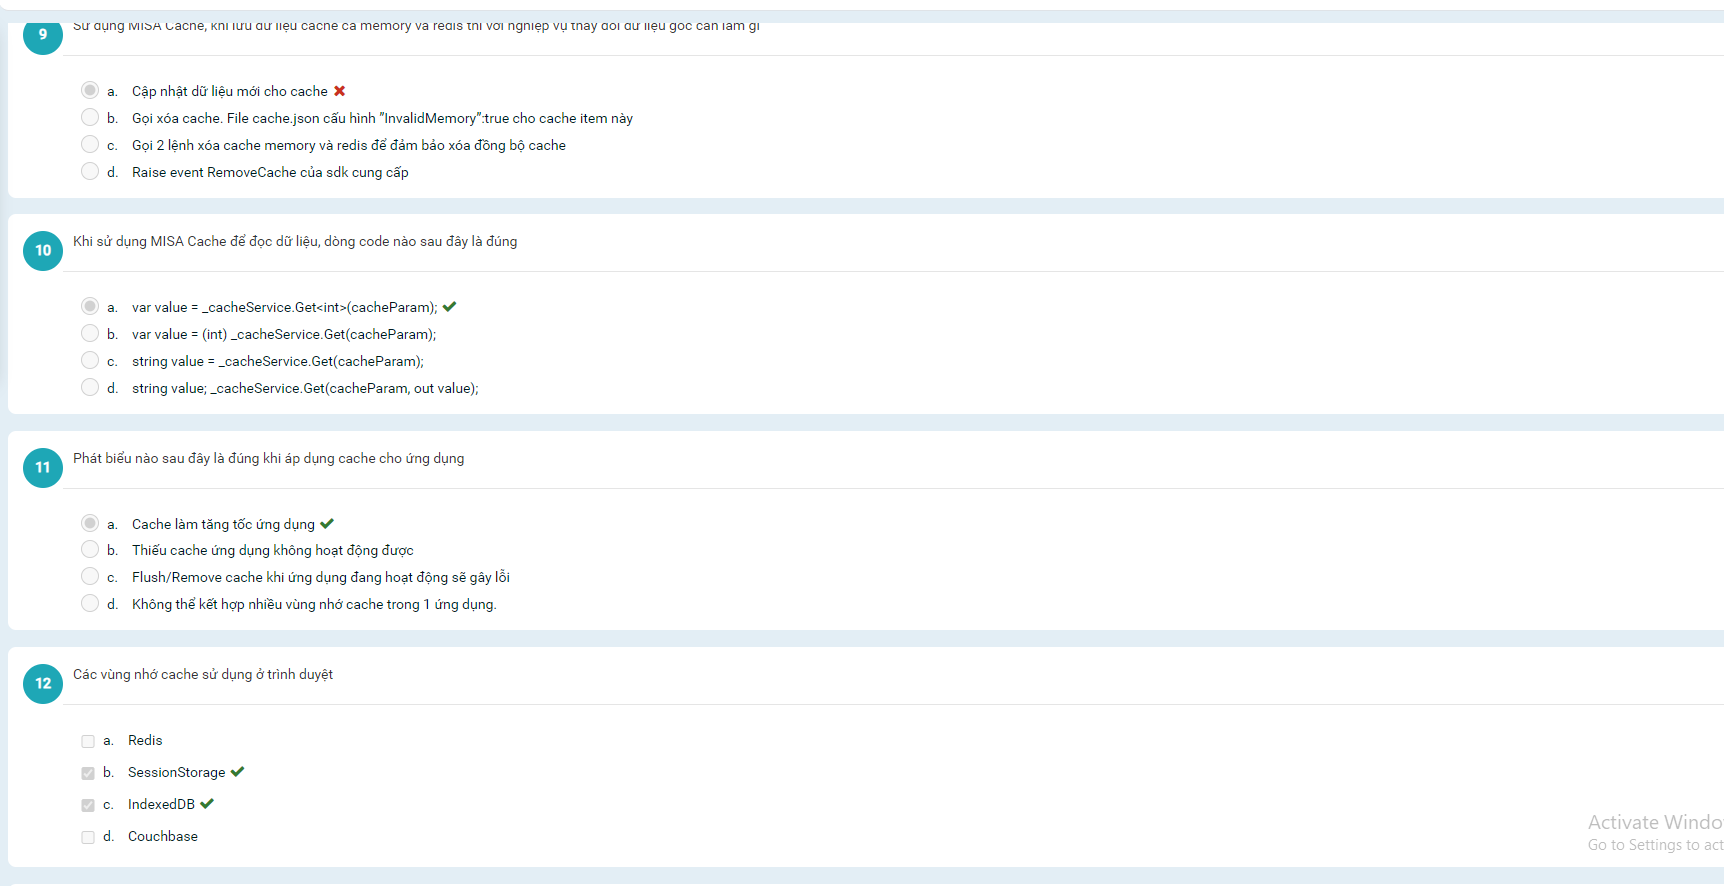 9
Sử dụng MISA Cache, khi lưu dữ liệu cache cả memory và redis thì với nghiệp vụ thay đổi dữ liệu gốc cần làm gì
a. Cập nhật dữ liệu mới cho cache
b. Gọi xóa cache. File cache.json cấu hình "InvalidMemory":true cho cache item này
c. Gọi 2 lệnh xóa cache memory và redis để đảm bảo xóa đồng bộ cache
d. Raise event RemoveCache của sdk cung cấp
10
Khi sử dụng MISA Cache để đọc dữ liệu, dòng code nào sau đây là đúng
a. var value = _cacheService.Get<int>(cacheParam);
b. var value = (int) _cacheService.Get(cacheParam);
c. string value = _cacheService.Get(cacheParam);
d. string value; _cacheService.Get(cacheParam, out value);
11
Phát biểu nào sau đây là đúng khi áp dụng cache cho ứng dụng
a. Cache làm tăng tốc ứng dụng
b. Thiếu cache ứng dụng không hoạt động được
c. Flush/Remove cache khi ứng dụng đang hoạt động sẽ gây lỗi
d. Không thể kết hợp nhiều vùng nhớ cache trong 1 ứng dụng.
12
Các vùng nhớ cache sử dụng ở trình duyệt
a. Redis
b. SessionStorage
c. IndexedDB
d. Couchbase
Activate Windo
Go to Settings to act